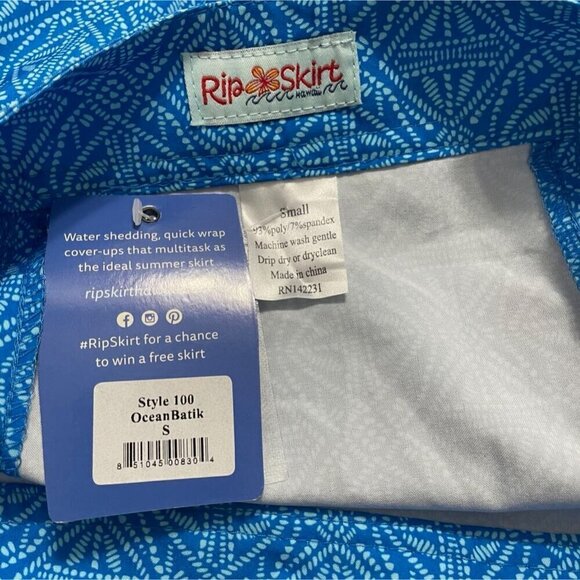 Rip Skirt
HAWAII
Small
93%poly/7%spandex
Machine wash gentle
Drip dry or dryclean
Made in china
RN142231
Water shedding, quick wrap
cover-ups that multitask as
the ideal summer skirt
#RipSkirt for a chance
to win a free skirt
Style 100
OceanBatik
S
8 51045 00830 4